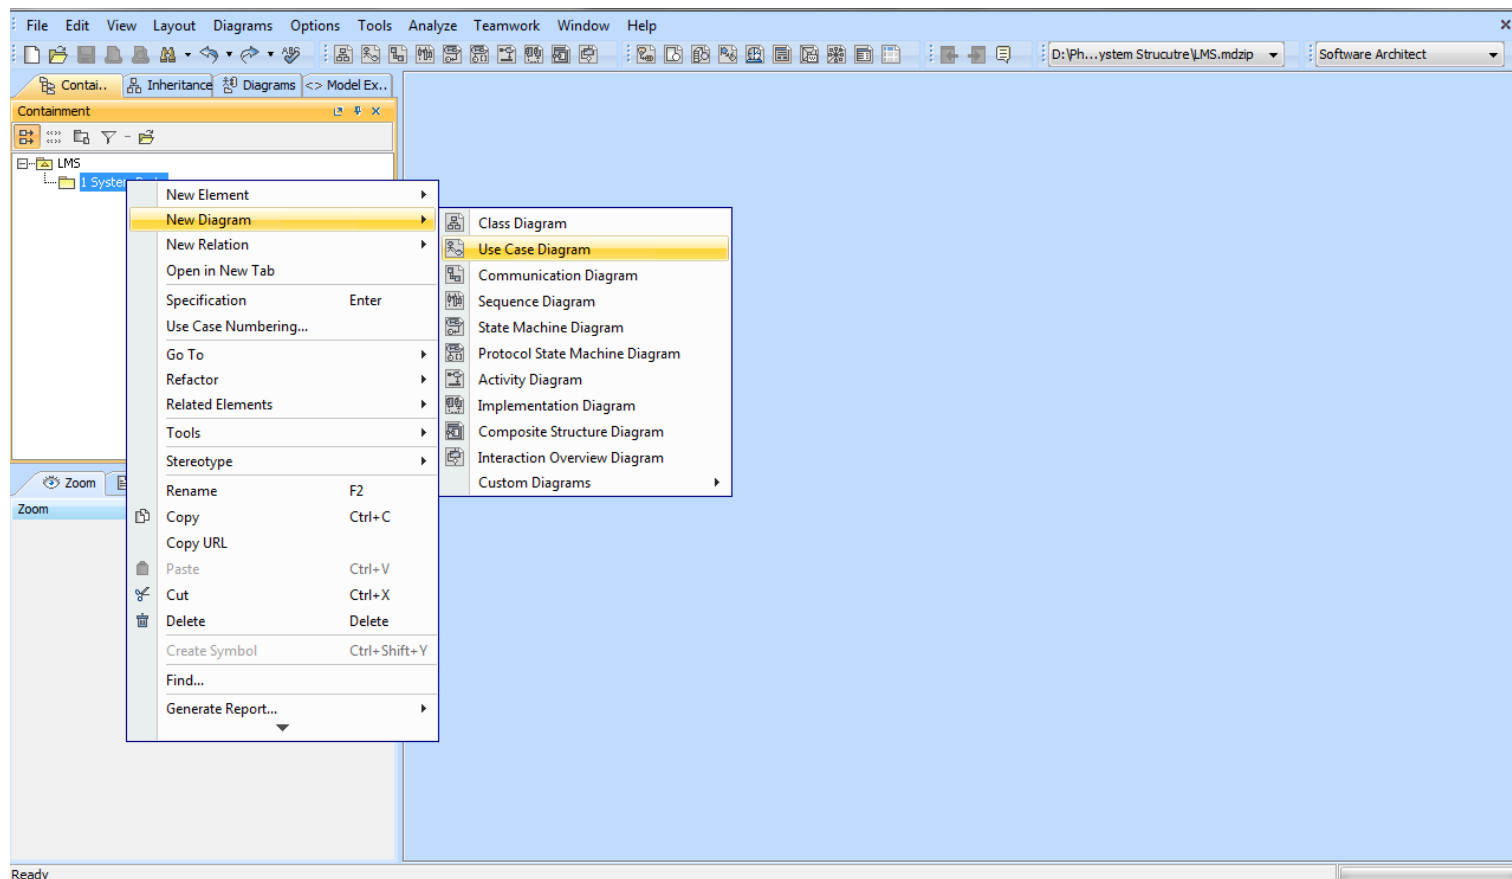 File Edit View Layout Diagrams Options Tools Analyze Teamwork Window Help
D:\Ph...ystem Strucutre\LMS.mdzip Software Architect
Contai.. Inheritance Diagrams <> Model Ex..
Containment
LMS
1 System
New Element
New Diagram
New Relation
Open in New Tab
Specification Enter
Use Case Numbering...
Go To
Refactor
Related Elements
Tools
Stereotype
Rename F2
Copy Ctrl+C
Copy URL
Paste Ctrl+V
Cut Ctrl+X
Delete Delete
Create Symbol Ctrl+Shift+Y
Find...
Generate Report...
Class Diagram
Use Case Diagram
Communication Diagram
Sequence Diagram
State Machine Diagram
Protocol State Machine Diagram
Activity Diagram
Implementation Diagram
Composite Structure Diagram
Interaction Overview Diagram
Custom Diagrams
Zoom
Zoom
Ready